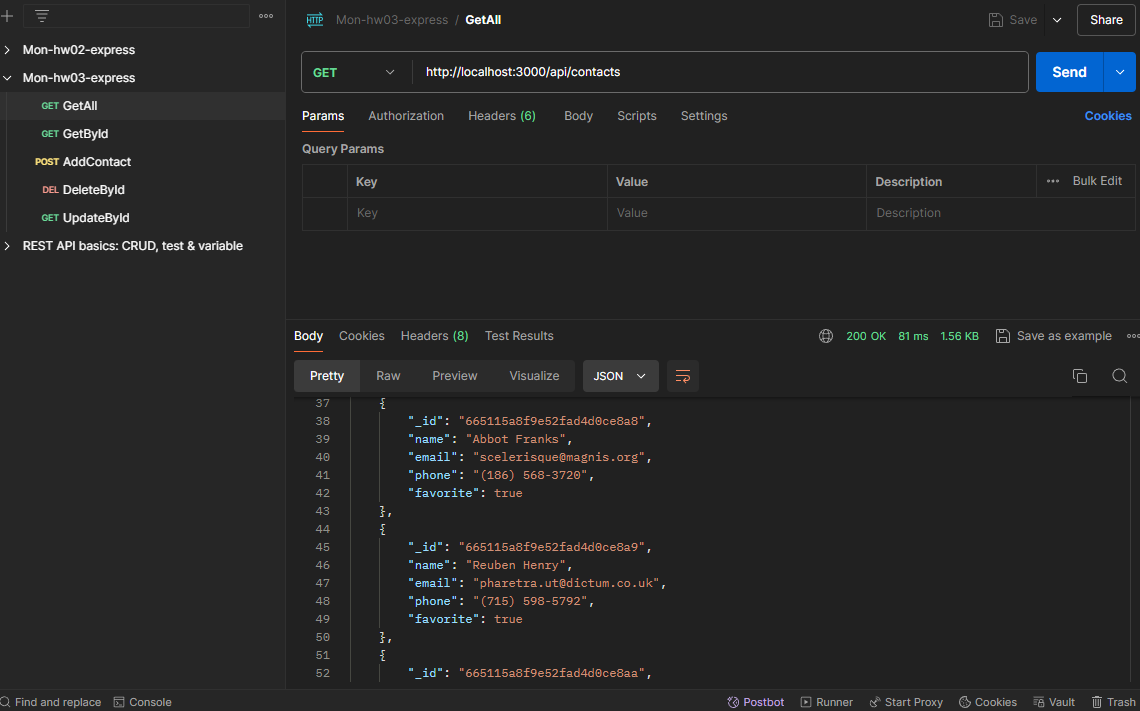 Mon-hw03-express / GetAll Save Share
Mon-hw02-express
Mon-hw03-express
GET GetAll
GET GetById
POST AddContact
DEL DeleteById
GET UpdateById
REST API basics: CRUD, test & variable
GET http://localhost:3000/api/contacts Send
Params Authorization Headers (6) Body Scripts Settings Cookies
Query Params
Key Value Description Bulk Edit
Key Value Description
Body Cookies Headers (8) Test Results 200 OK 81 ms 1.56 KB Save as example
Pretty Raw Preview Visualize JSON
37 {
38 "_id": "665115a8f9e52fad4d0ce8a8",
39 "name": "Abbot Franks",
40 "email": "scelerisque@magnis.org",
41 "phone": "(186) 568-3720",
42 "favorite": true
43 },
44 {
45 "_id": "665115a8f9e52fad4d0ce8a9",
46 "name": "Reuben Henry",
47 "email": "pharetra.ut@dictum.co.uk",
48 "phone": "(715) 598-5792",
49 "favorite": true
50 },
51 {
52 "_id": "665115a8f9e52fad4d0ce8aa",
Find and replace Console Postbot Runner Start Proxy Cookies Vault Trash